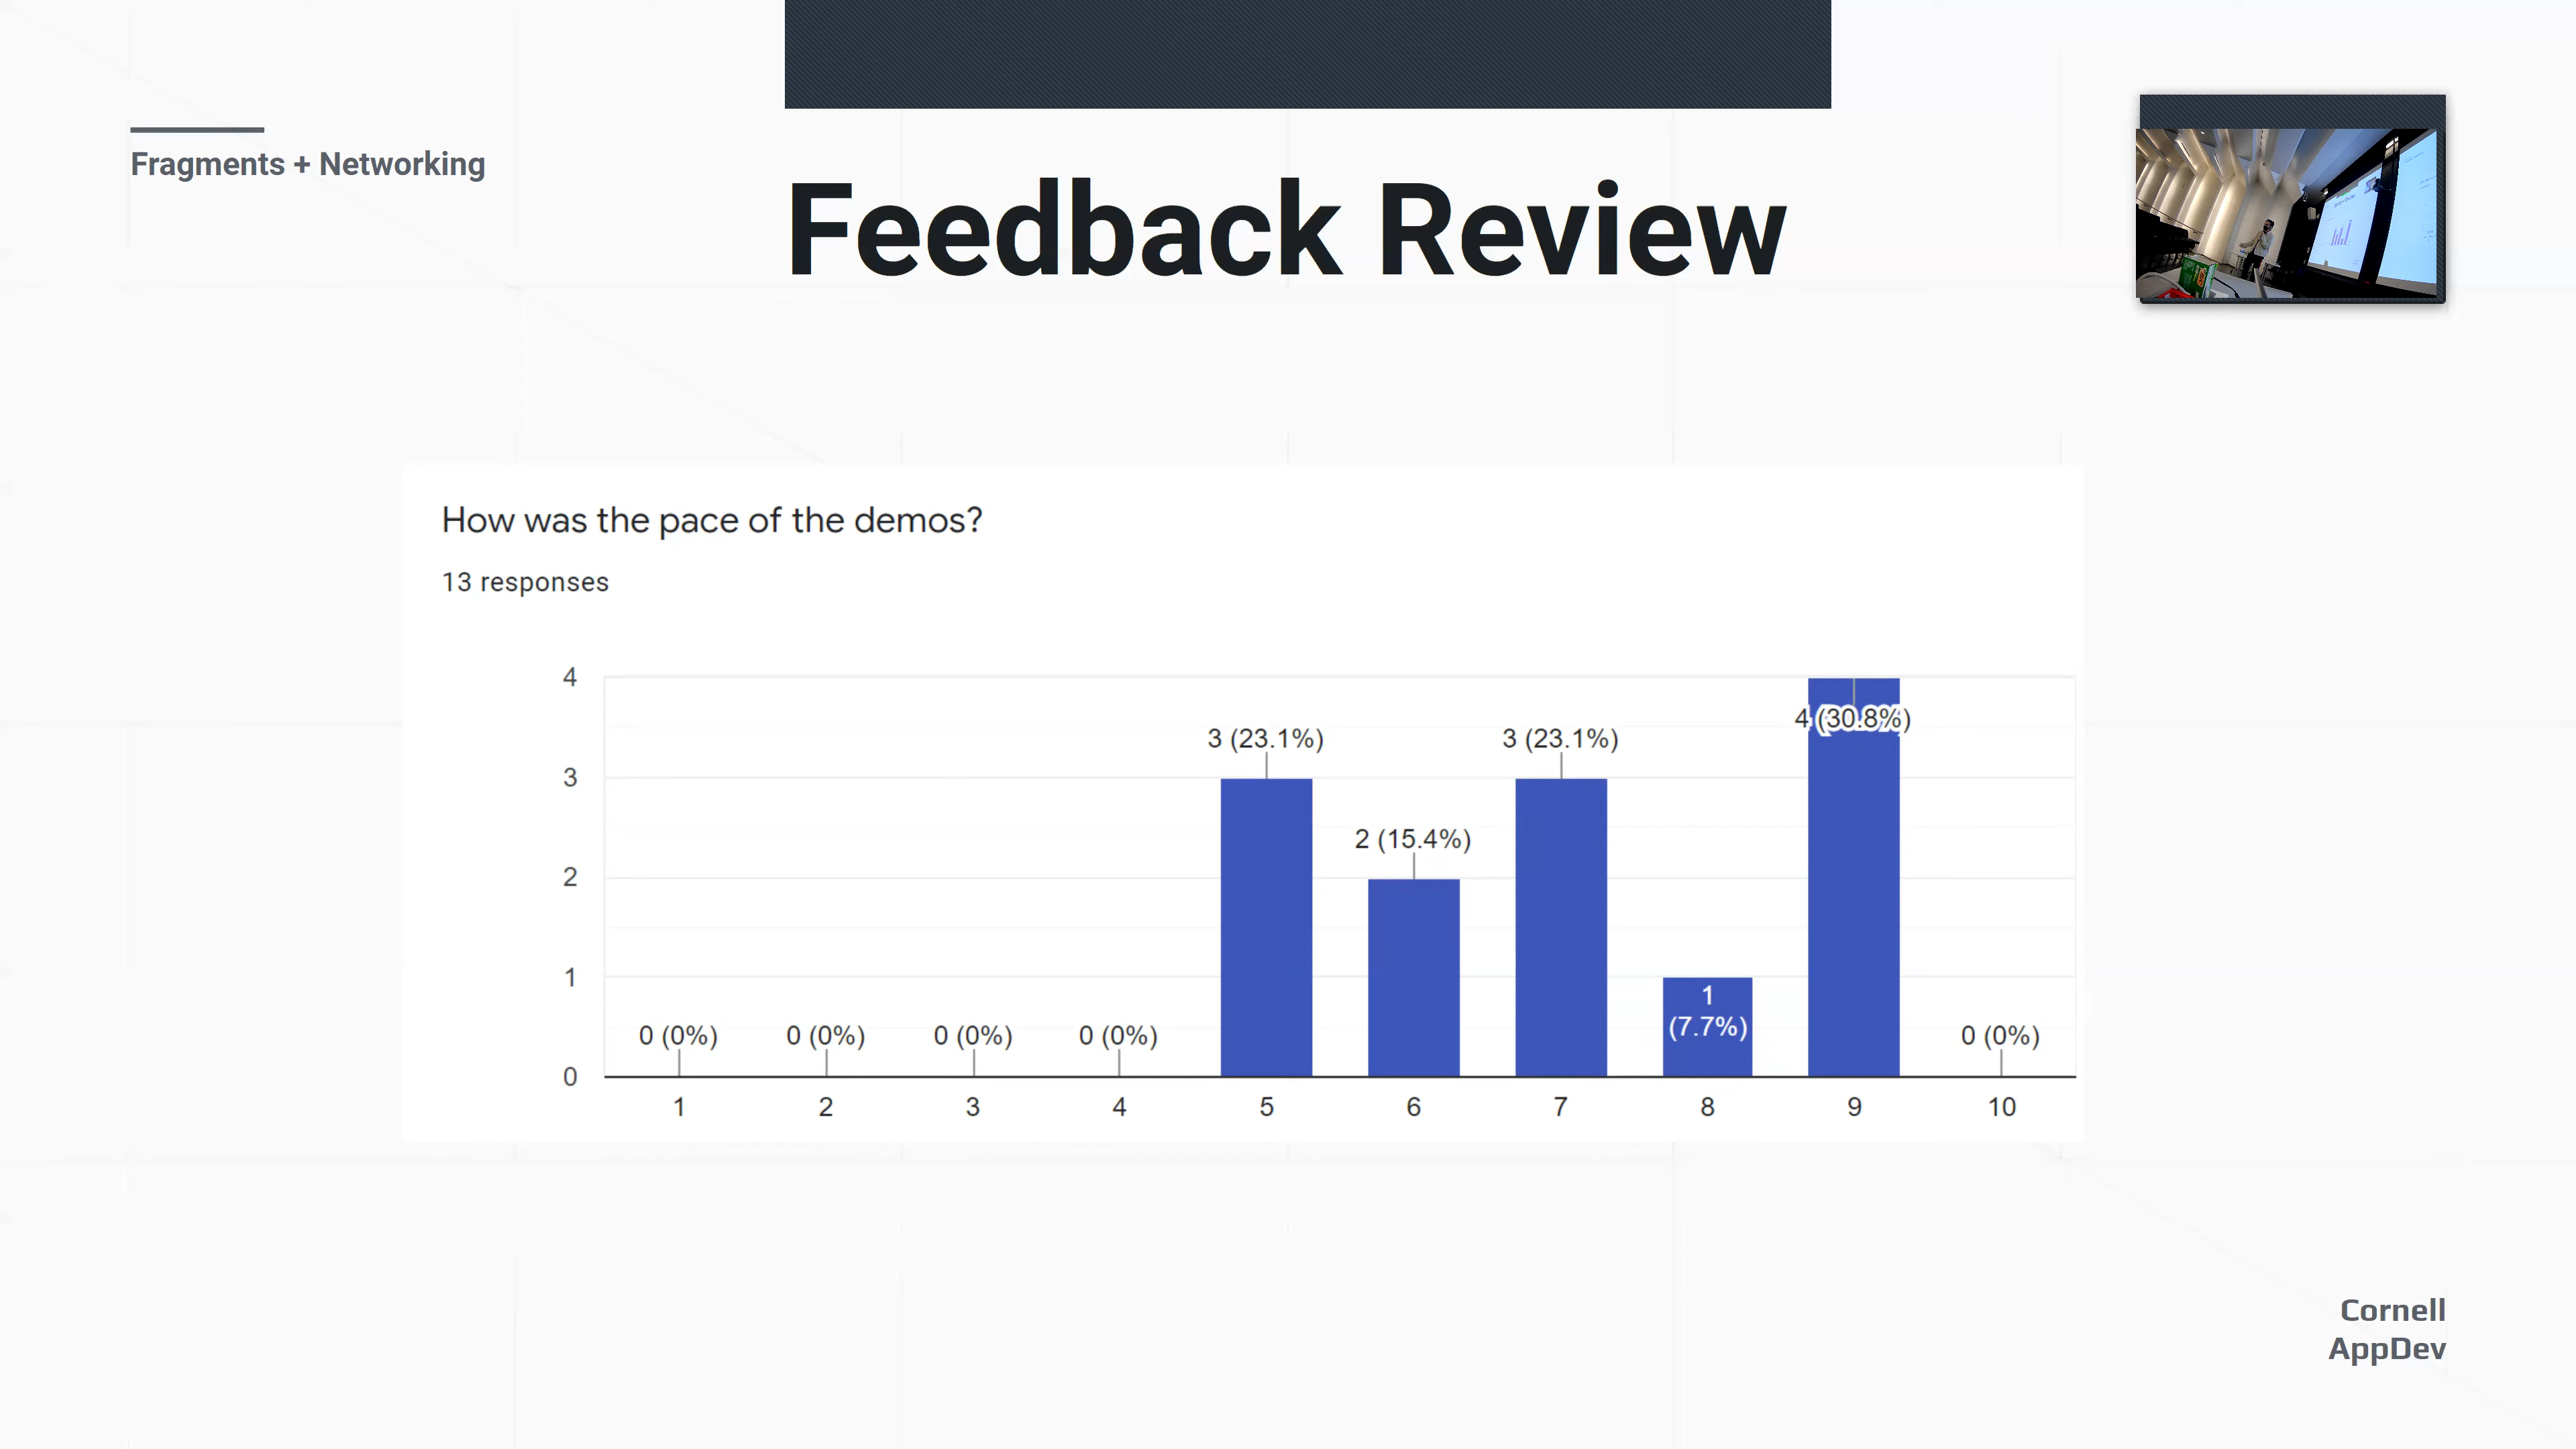 Fragments + Networking
Feedback Review
How was the pace of the demos?
13 responses
4
3
2
1
0
0 (0%)
0 (0%)
0 (0%)
0 (0%)
3 (23.1%)
2 (15.4%)
3 (23.1%)
1
(7.7%)
4 (30.8%)
0 (0%)
1 2 3 4 5 6 7 8 9 10
Cornell
AppDev